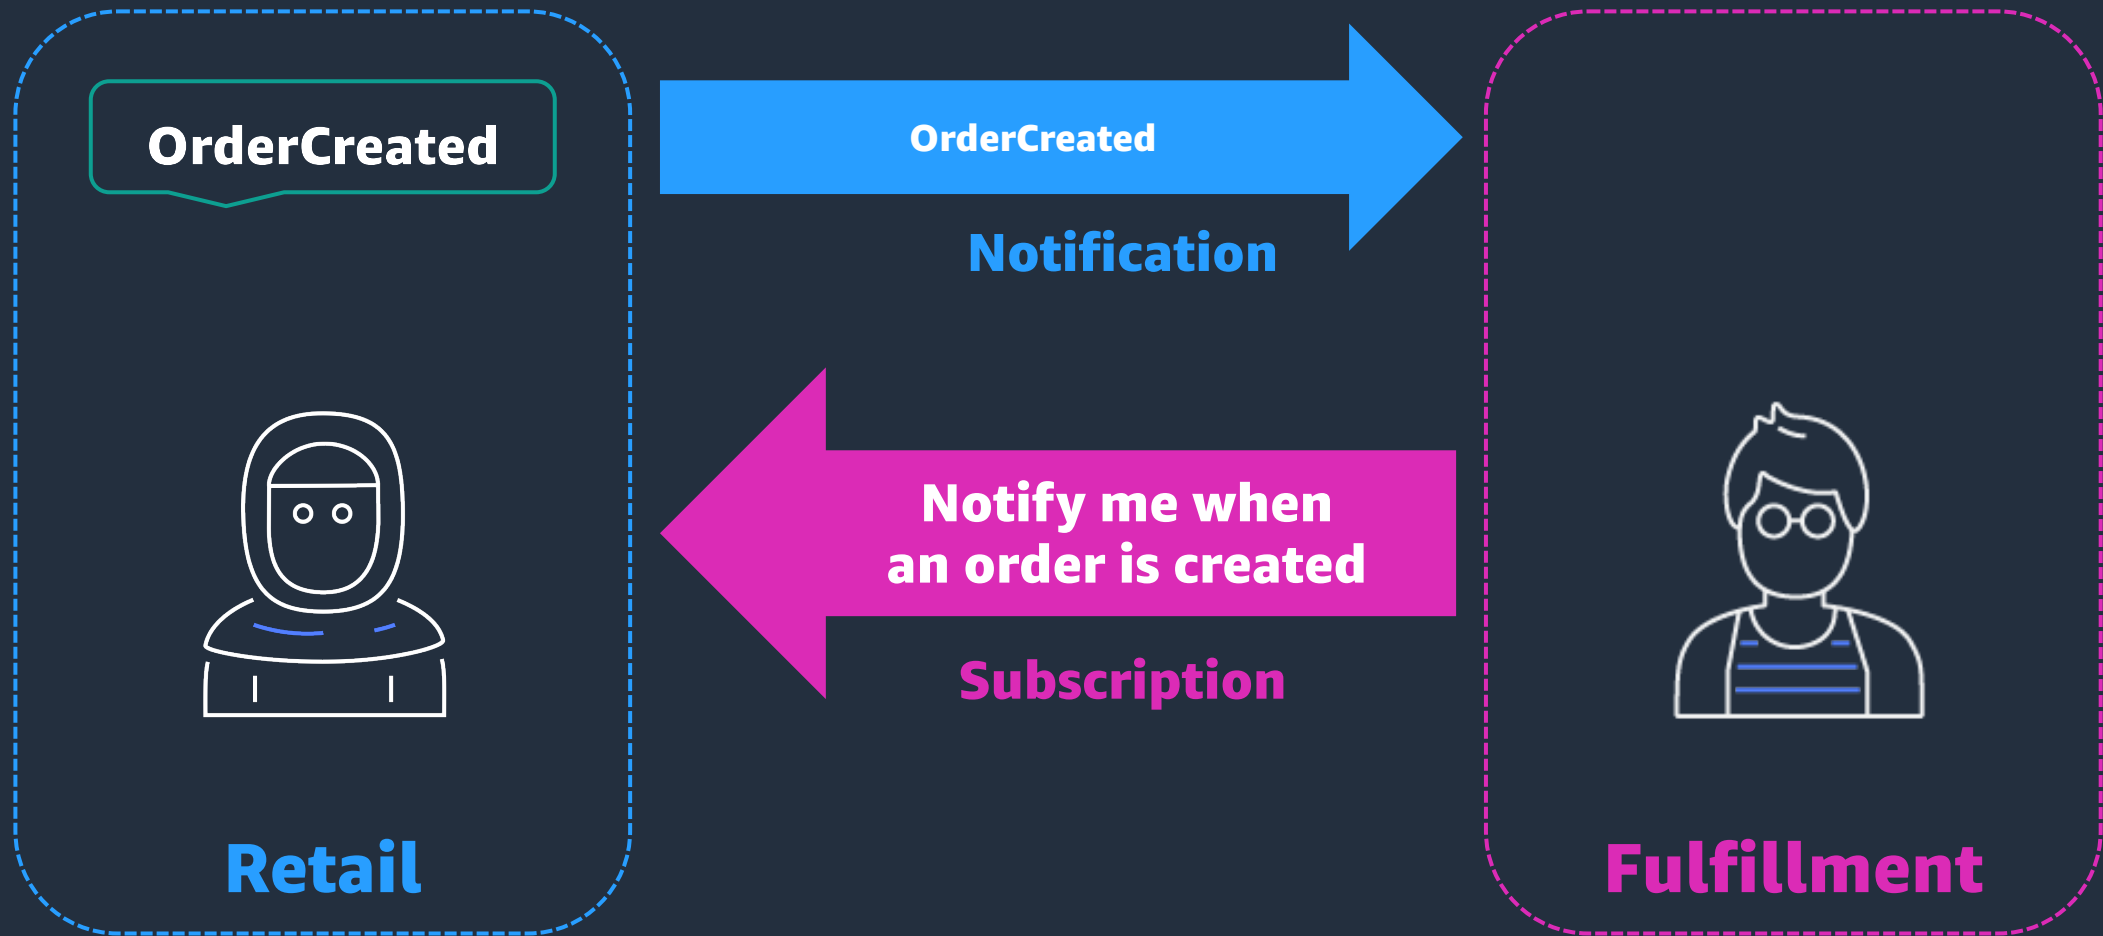 OrderCreated
OrderCreated
Notification
Notify me when
an order is created
Subscription
Retail
Fulfillment